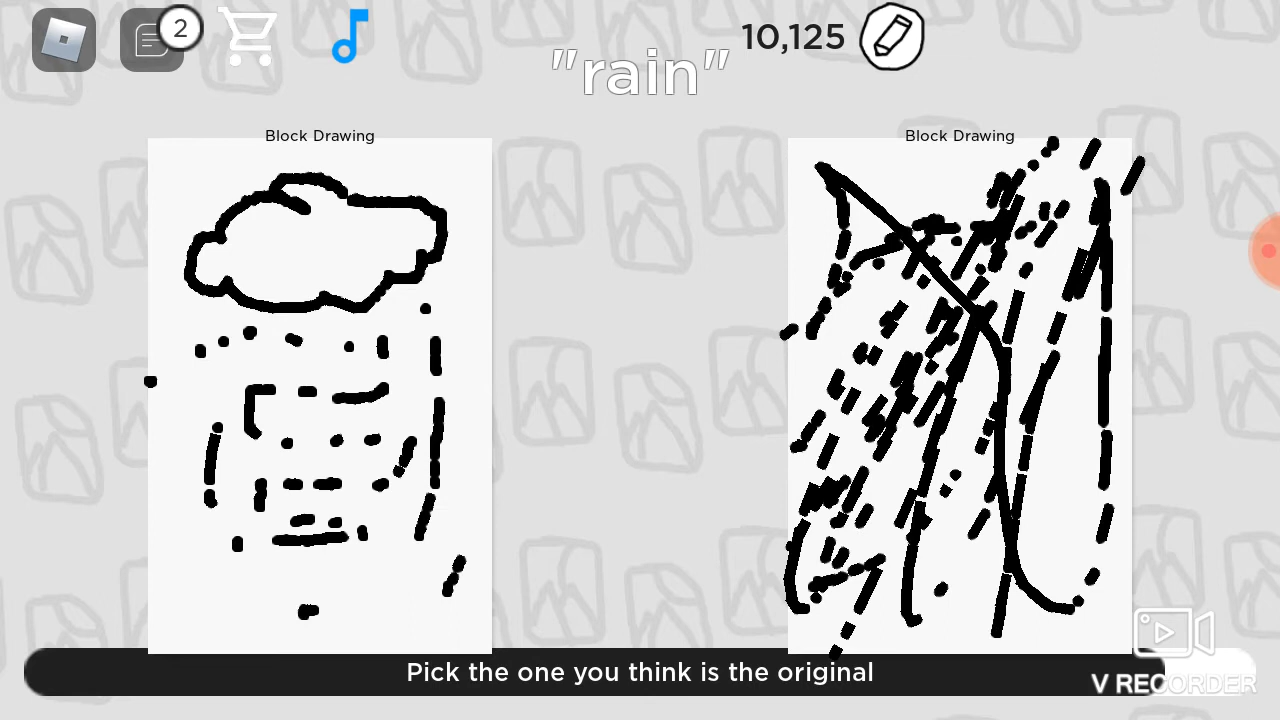 2
10,125
"rain"
Block Drawing
Block Drawing
Pick the one you think is the original
V RECORDER